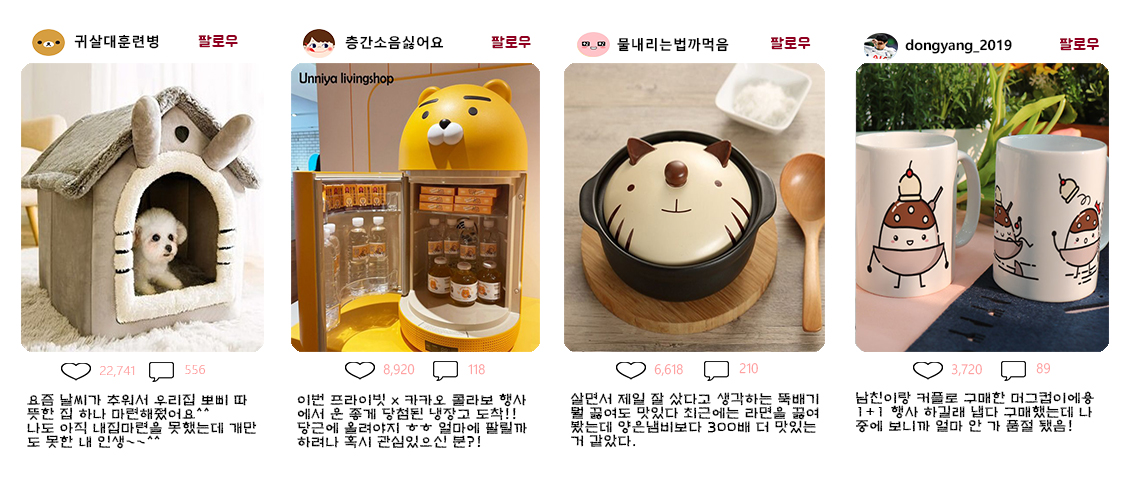 귀살대훈련병
팔로우
22,741
556
요즘 날씨가 추워서 우리집 뽀삐 따
뜻한 집 하나 마련해줬어요^^
나도 아직 내집마련을 못했는데 개만
도 못한 내 인생~~^^
층간소음싫어요
팔로우
Unniya livingshop
8,920
118
이번 프라이빗 x 카카오 콜라보 행사
에서 운 좋게 당첨된 냉장고 도착!!
당근에 올려야지 ㅎㅎ 얼마에 팔릴까
하려나 혹시 관심있으신 분?!
물내리는법까먹음
팔로우
6,618
210
살면서 제일 잘 샀다고 생각하는 뚝배기
뭘 끓여도 맛있다 최근에는 라면을 끓여
봤는데 양은냄비보다 300배 더 맛있는
거 같았다.
dongyang_2019
팔로우
3,720
89
남친이랑 커플로 구매한 머그컵이에용
1+1 행사 하길래 냅다 구매했는데 나
중에 보니까 얼마 안 가 품절 됐음!